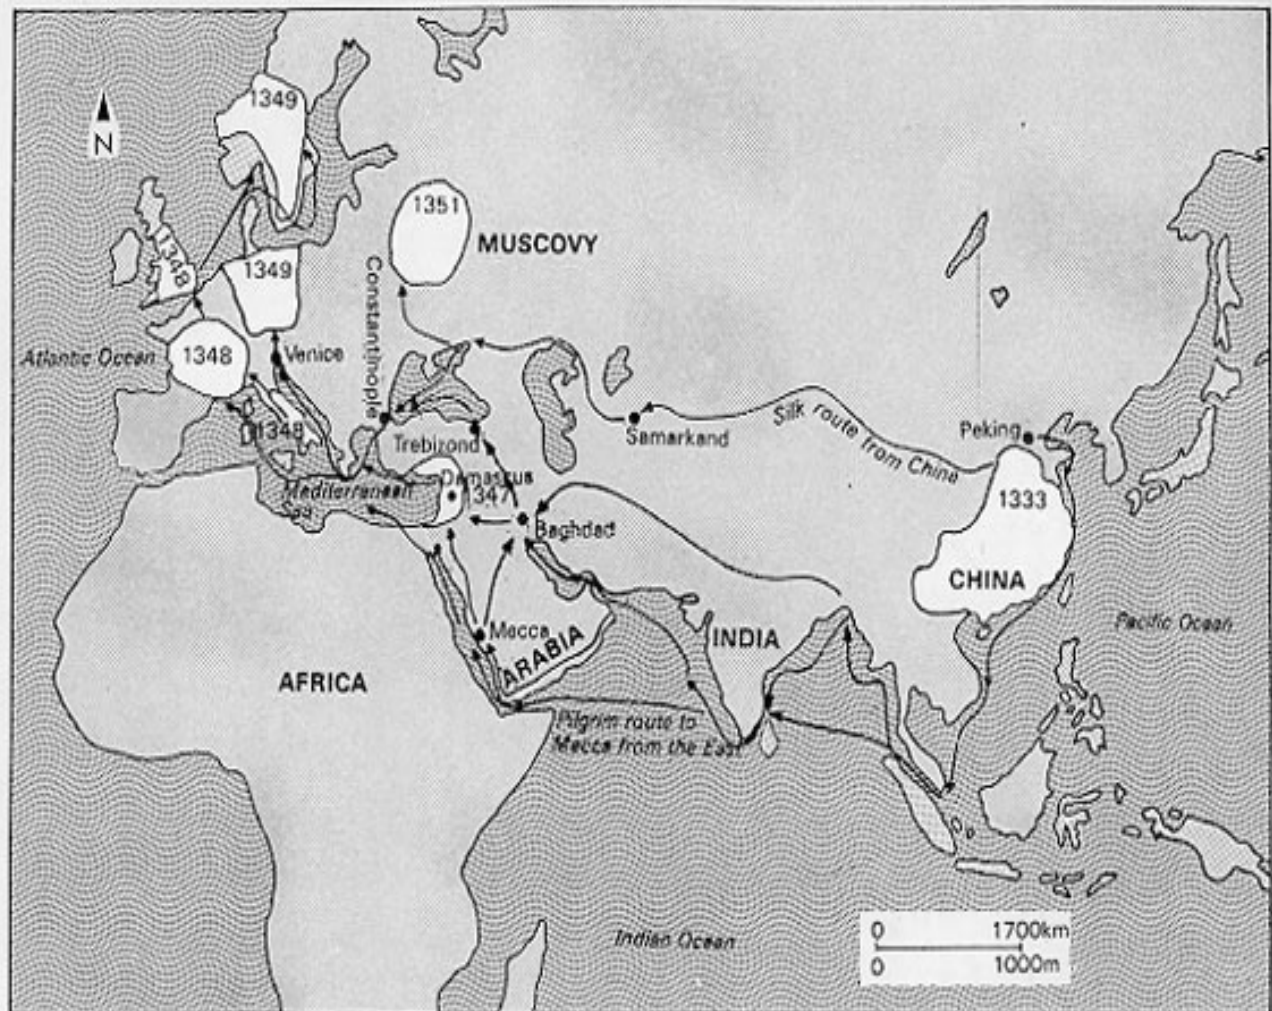 1349
N
1351
MUSCOVY
1348
1349
Constantinople
Atlantic Ocean
1348
Venice
1348
Trebizond
Samarkand
Silk route from China
Peking
Damascus
Mediterranean
Sea
1347
Baghdad
1333
CHINA
Mecca
ARABIA
INDIA
Pacific Ocean
AFRICA
Pilgrim route to
Mecca from the East
Indian Ocean
0 1700km
0 1000m